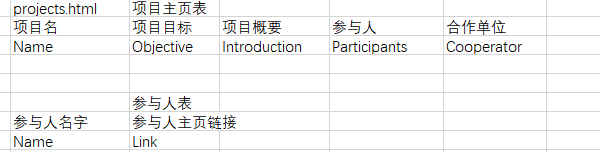 projects.html 项目主页表
项目名 项目目标 项目概要 参与人 合作单位
Name Objective Introduction Participants Cooperator
参与人表
参与人名字 参与人主页链接
Name Link